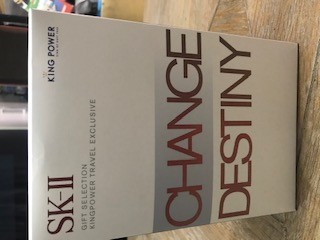 KING POWER
SK-II
GIFT SELECTION
KINGPOWER TRAVEL EXCLUSIVE
CHANGE
DESTINY